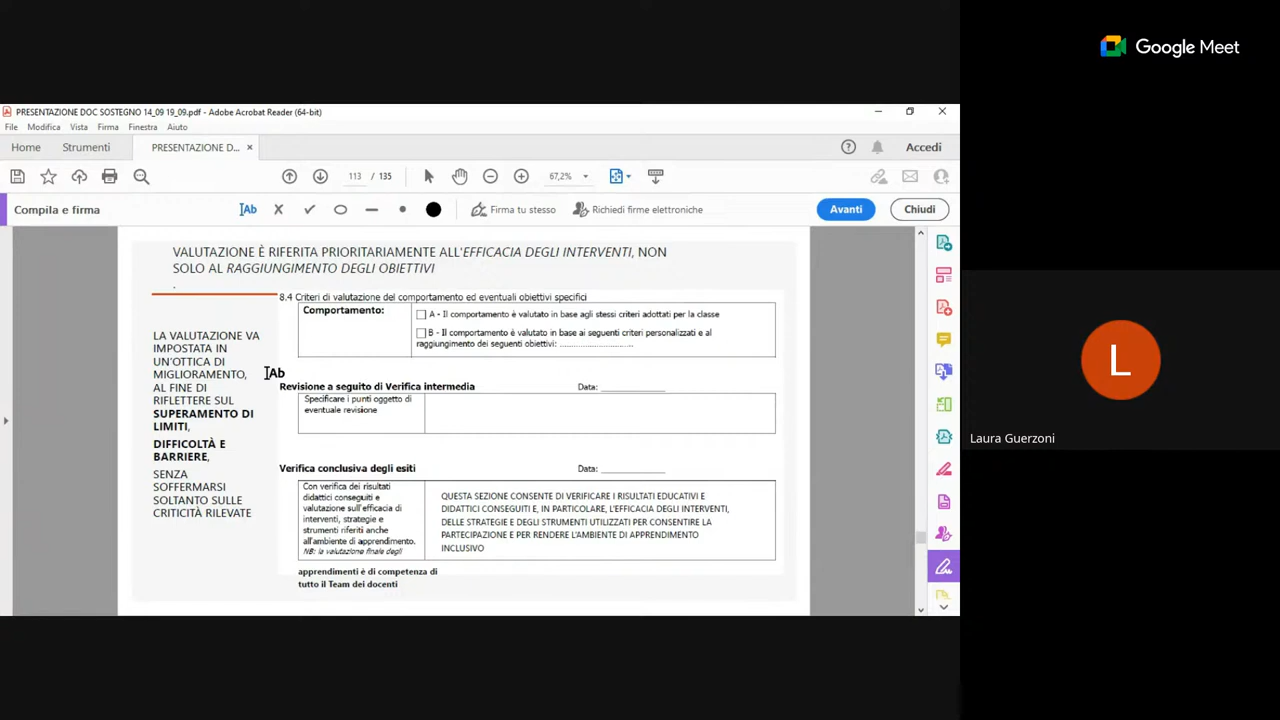 Google Meet
PRESENTAZIONE DOC SOSTEGNO 14_09 19_09.pdf - Adobe Acrobat Reader (64-bit)
File Modifica Vista Firma Finestra Aiuto
Home Strumenti PRESENTAZIONE D... × Accedi
113 / 135 67,2%
Compila e firma Ab Firma tu stesso Richiedi firme elettroniche Avanti Chiudi
VALUTAZIONE È RIFERITA PRIORITARIAMENTE ALL'EFFICACIA DEGLI INTERVENTI, NON
SOLO AL RAGGIUNGIMENTO DEGLI OBIETTIVI
.
8.4 Criteri di valutazione del comportamento ed eventuali obiettivi specifici
Comportamento:
A - Il comportamento è valutato in base agli stessi criteri adottati per la classe
B - Il comportamento è valutato in base ai seguenti criteri personalizzati e al
raggiungimento dei seguenti obiettivi: ............................
LA VALUTAZIONE VA
IMPOSTATA IN
UN'OTTICA DI
MIGLIORAMENTO,
AL FINE DI
RIFLETTERE SUL
SUPERAMENTO DI
LIMITI,
DIFFICOLTÀ E
BARRIERE,
SENZA
SOFFERMARSI
SOLTANTO SULLE
CRITICITÀ RILEVATE
Ab
Revisione a seguito di Verifica intermedia Data: _____________
Specificare i punti oggetto di
eventuale revisione
Verifica conclusiva degli esiti Data: _____________
Con verifica dei risultati
didattici conseguiti e
valutazione sull'efficacia di
interventi, strategie e
strumenti riferiti anche
all'ambiente di apprendimento.
NB: la valutazione finale degli
apprendimenti è di competenza di
tutto il Team dei docenti
QUESTA SEZIONE CONSENTE DI VERIFICARE I RISULTATI EDUCATIVI E
DIDATTICI CONSEGUITI E, IN PARTICOLARE, L'EFFICACIA DEGLI INTERVENTI,
DELLE STRATEGIE E DEGLI STRUMENTI UTILIZZATI PER CONSENTIRE LA
PARTECIPAZIONE E PER RENDERE L'AMBIENTE DI APPRENDIMENTO
INCLUSIVO
L
Laura Guerzoni